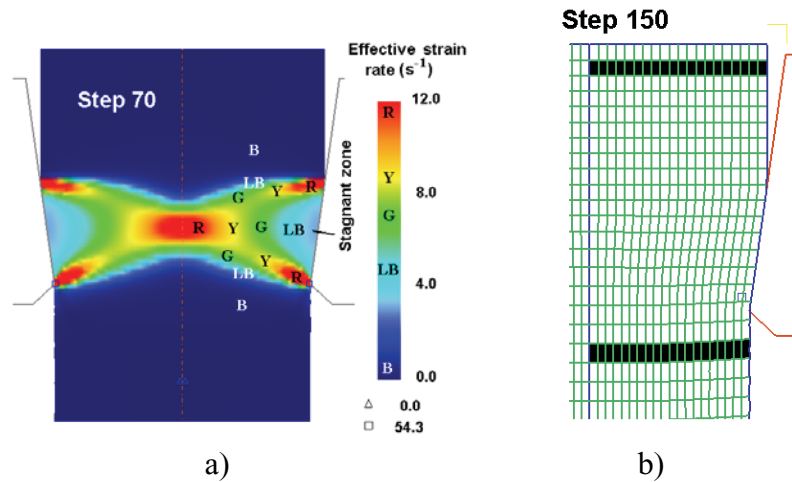 Step 70
Effective strain
rate (s⁻¹)
12.0
R
Y
8.0
G
LB
4.0
B
0.0
△ 0.0
□ 54.3
B
LB
Y
R
G
R
Y
G
LB
Stagnant zone
G
Y
LB
R
B
a)
Step 150
b)